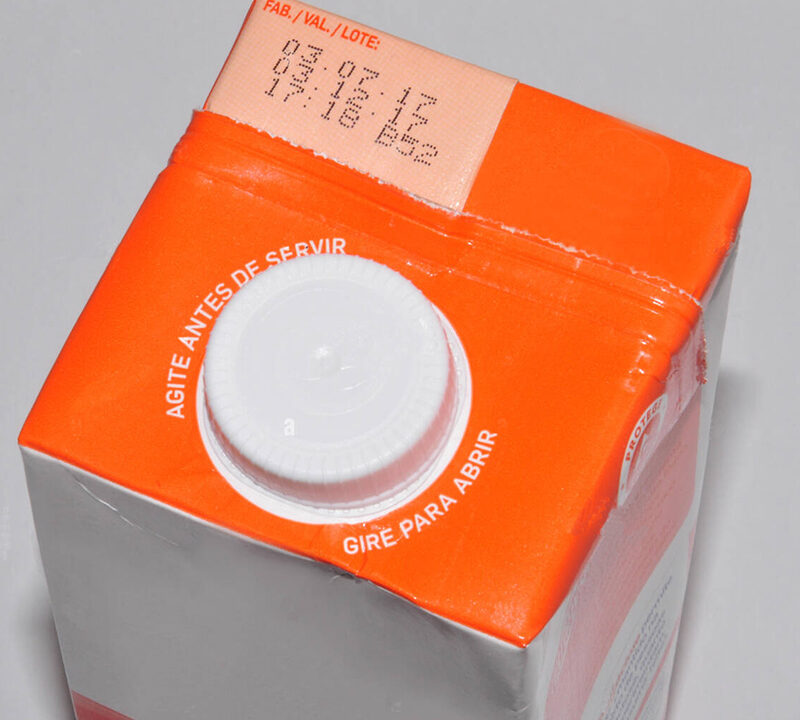 FAB. / VAL. / LOTE:
03.07.17
03.12.17
17:18 B52
AGITE ANTES DE SERVIR
GIRE PARA ABRIR